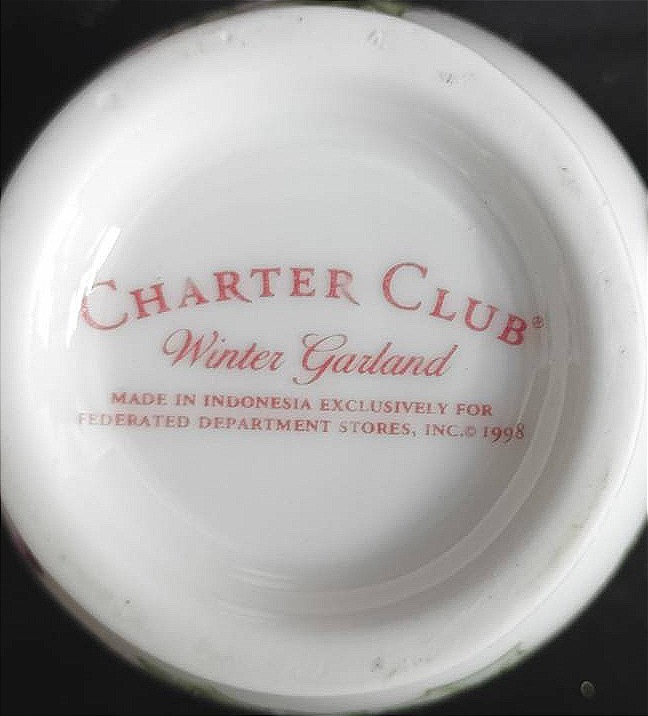 CHARTER CLUB®
Winter Garland
MADE IN INDONESIA EXCLUSIVELY FOR
FEDERATED DEPARTMENT STORES, INC.© 1998